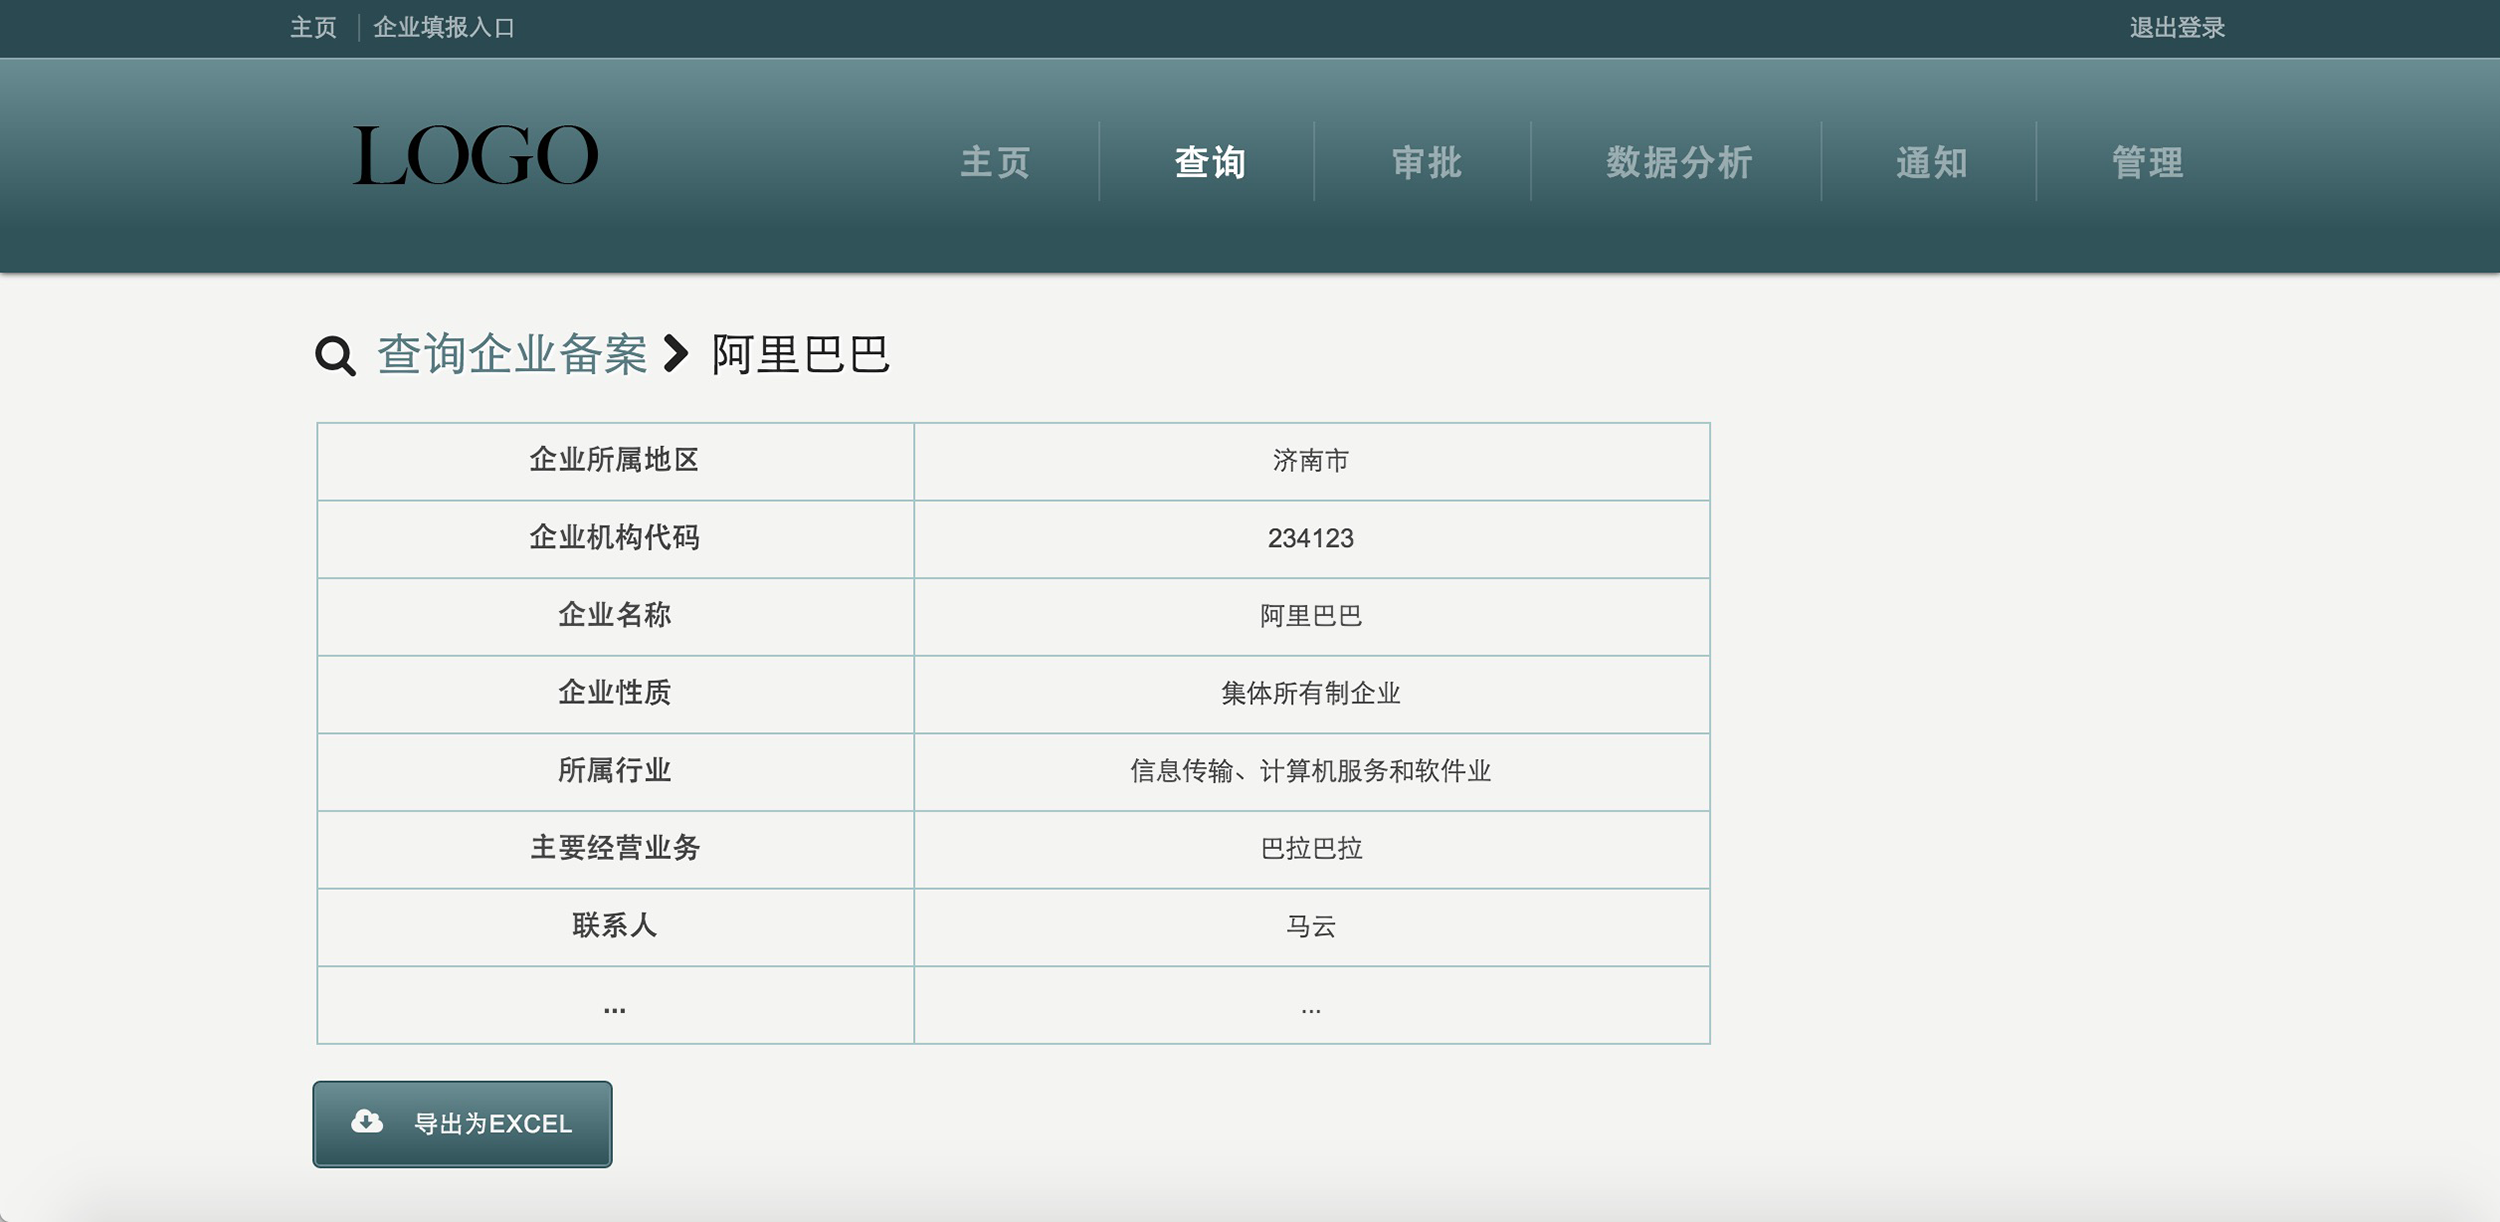 主页 企业填报入口 退出登录
LOGO 主页 查询 审批 数据分析 通知 管理
查询企业备案 阿里巴巴
企业所属地区 济南市
企业机构代码 234123
企业名称 阿里巴巴
企业性质 集体所有制企业
所属行业 信息传输、计算机服务和软件业
主要经营业务 巴拉巴拉
联系人 马云
... ...
导出为EXCEL